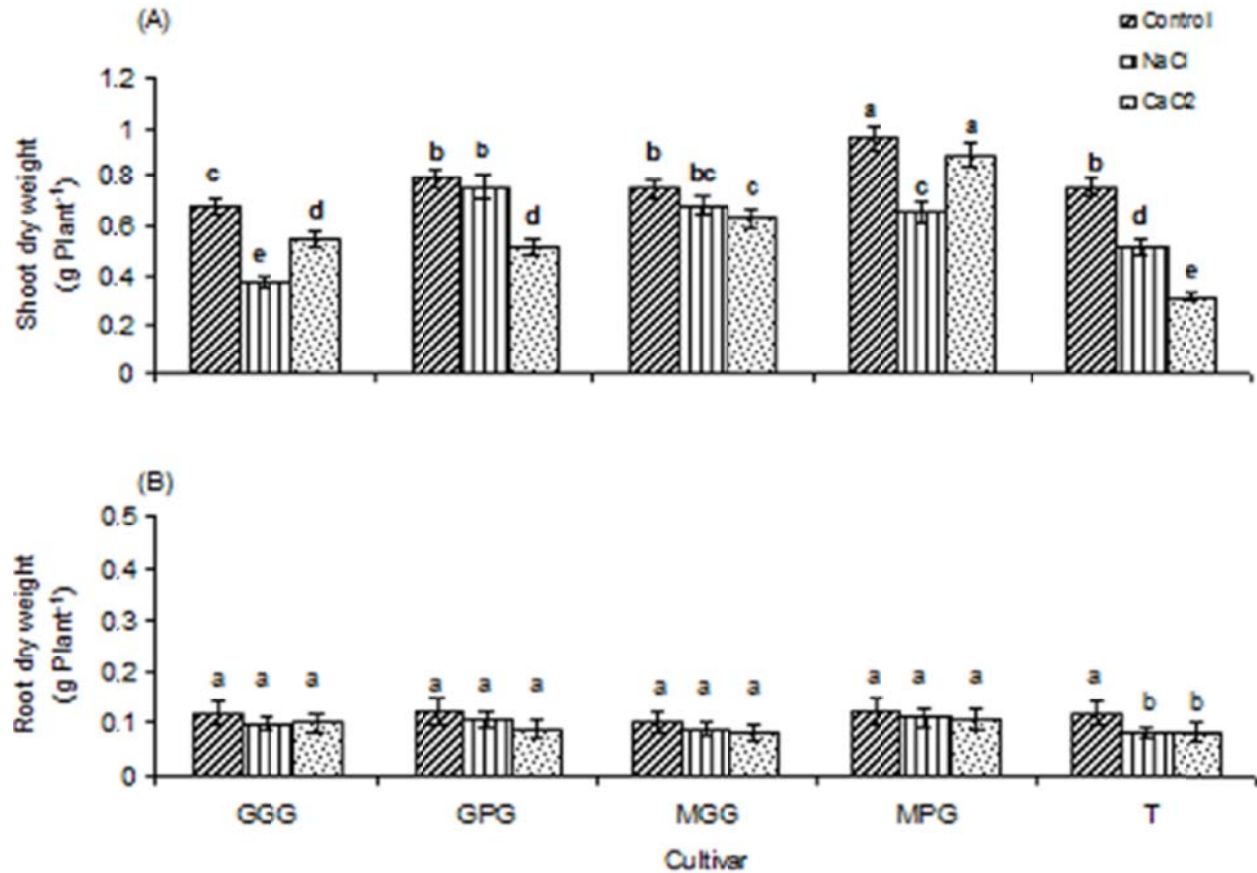 (A)
Control
NaCl
CaCl2
Shoot dry weight
(g Plant-1)
1.2
1
0.8
0.6
0.4
0.2
0
c e d
b b d
b bc c
a c a
b d e
(B)
Root dry weight
(g Plant-1)
0.5
0.4
0.3
0.2
0.1
0
a a a
a a a
a a a
a a a
a b b
GGG GPG MGG MPG T
Cultivar